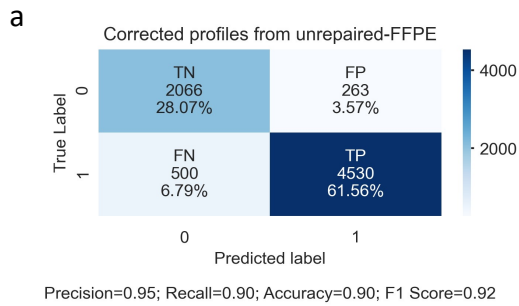 a
Corrected profiles from unrepaired-FFPE
TN
2066
28.07%
FP
263
3.57%
FN
500
6.79%
TP
4530
61.56%
True Label
0
1
0
1
Predicted label
4000
2000
Precision=0.95; Recall=0.90; Accuracy=0.90; F1 Score=0.92